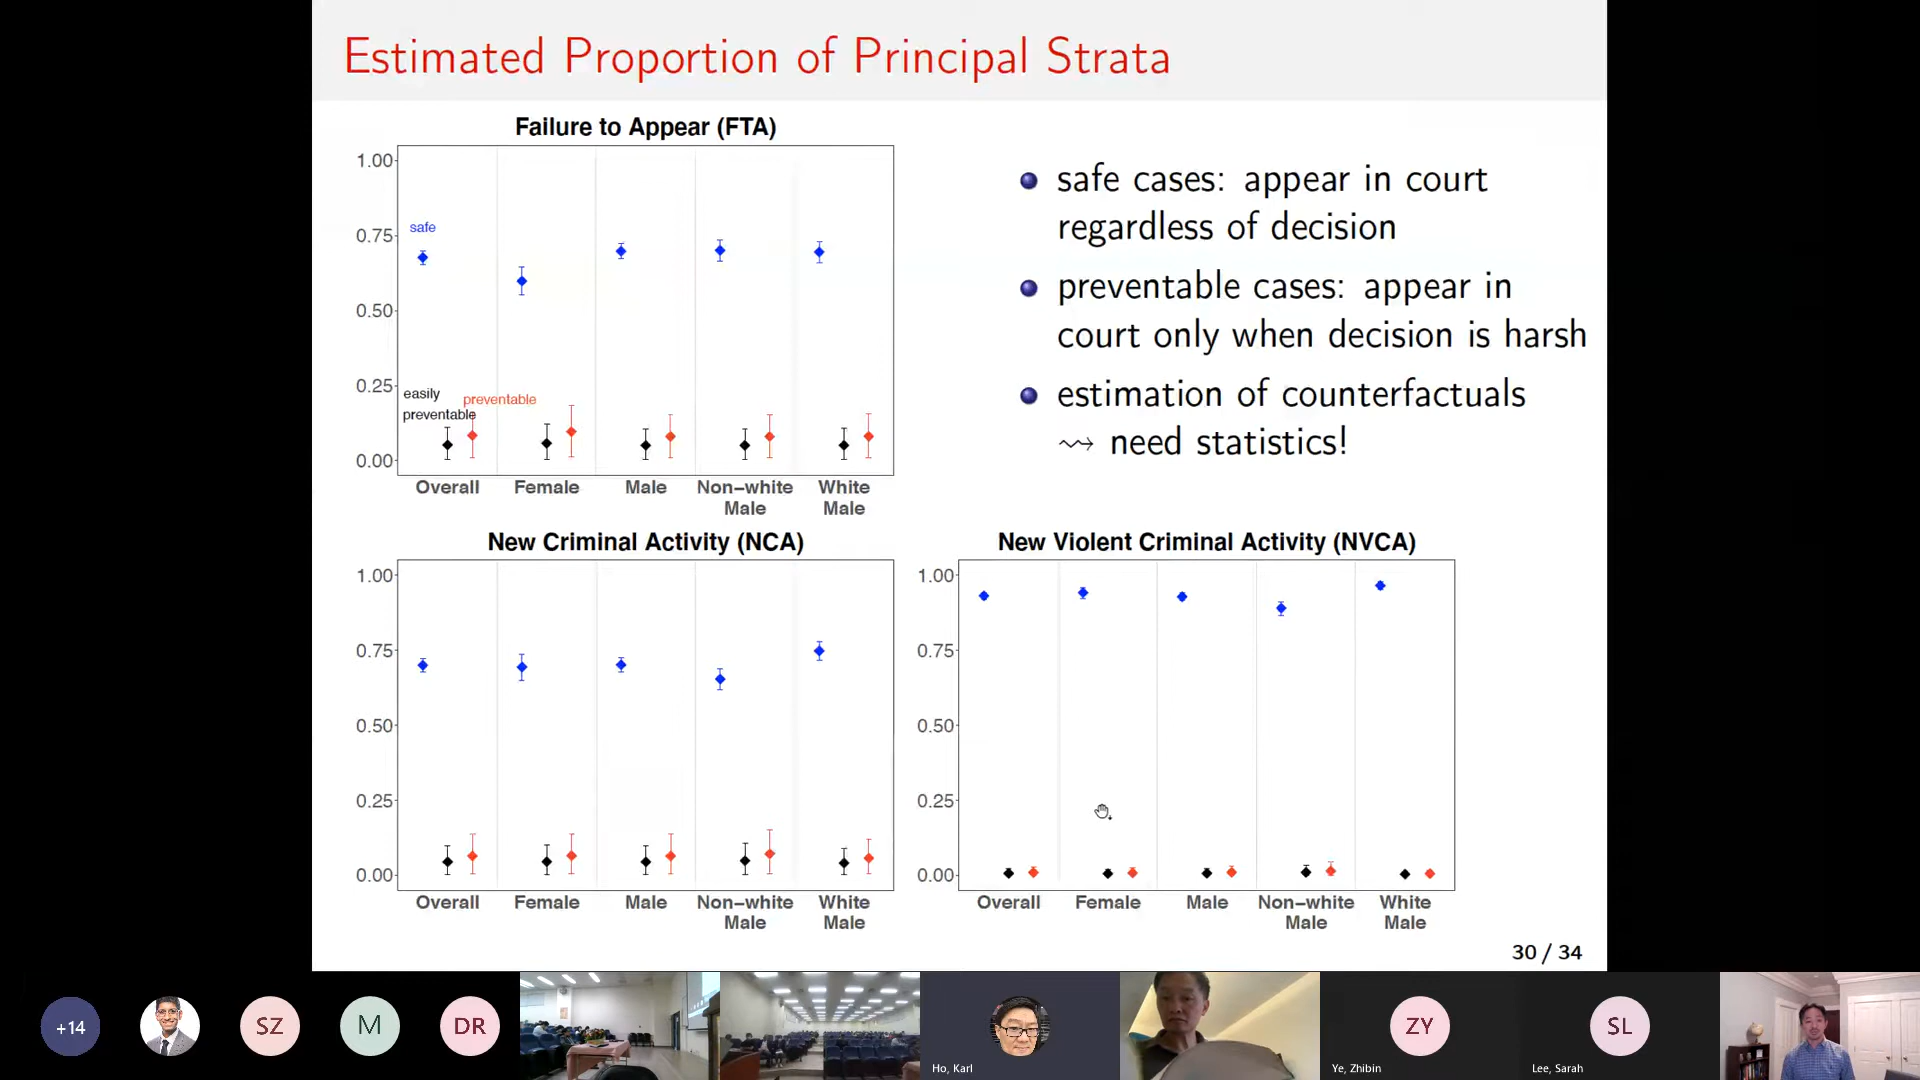 Estimated Proportion of Principal Strata
Failure to Appear (FTA)
1.00
0.75
0.50
0.25
0.00
safe
easily
preventable
preventable
Overall Female Male Non-white White
Male Male
safe cases: appear in court
regardless of decision
preventable cases: appear in
court only when decision is harsh
estimation of counterfactuals
⇝ need statistics!
New Criminal Activity (NCA)
1.00
0.75
0.50
0.25
0.00
Overall Female Male Non-white White
Male Male
New Violent Criminal Activity (NVCA)
1.00
0.75
0.50
0.25
0.00
Overall Female Male Non-white White
Male Male
30 / 34
+14
SZ
M
DR
Ho, Karl
ZY
Ye, Zhibin
SL
Lee, Sarah